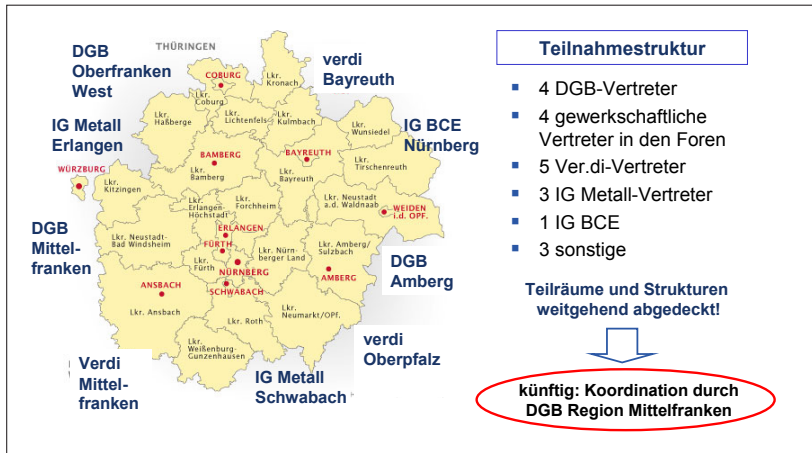 DGB
Oberfranken
West
THÜRINGEN
verdi
Bayreuth
COBURG
Lkr.
Coburg
Lkr.
Kronach
Lkr.
Haßberge
Lkr.
Lichtenfels
Lkr.
Kulmbach
Lkr.
Wunsiedel
IG Metall
Erlangen
IG BCE
Nürnberg
WÜRZBURG
Lkr.
Kitzingen
BAMBERG
Lkr.
Bamberg
BAYREUTH
Lkr.
Bayreuth
Lkr.
Tirschenreuth
Lkr.
Erlangen-
Höchstadt
Lkr.
Forchheim
Lkr. Neustadt
a.d. Waldnaab
WEIDEN
i.d. OPF.
DGB
Mittel-
franken
Lkr. Neustadt-
Bad Windsheim
ERLANGEN
FÜRTH
Lkr.
Fürth
NÜRNBERG
Lkr. Nürn-
berger Land
Lkr. Amberg/
Sulzbach
DGB
Amberg
ANSBACH
Lkr. Ansbach
SCHWABACH
AMBERG
Lkr. Roth
Lkr.
Neumarkt/OPf.
Lkr.
Weißenburg-
Gunzenhausen
verdi
Oberpfalz
Verdi
Mittel-
franken
IG Metall
Schwabach
Teilnahmestruktur
▪ 4 DGB-Vertreter
▪ 4 gewerkschaftliche
Vertreter in den Foren
▪ 5 Ver.di-Vertreter
▪ 3 IG Metall-Vertreter
▪ 1 IG BCE
▪ 3 sonstige
Teilräume und Strukturen
weitgehend abgedeckt!
künftig: Koordination durch
DGB Region Mittelfranken